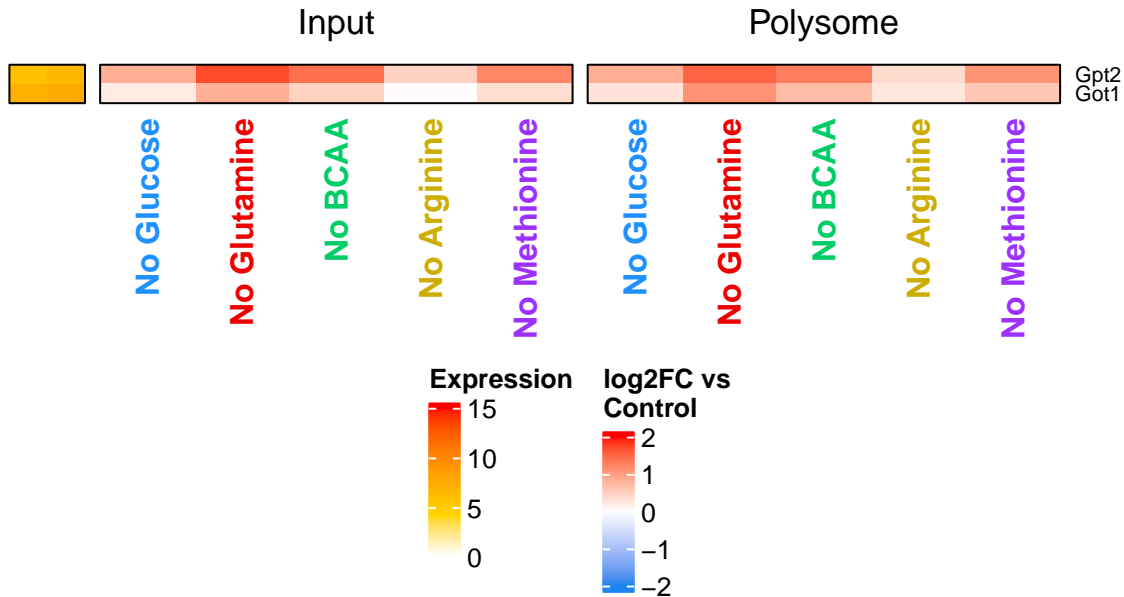 Input
Polysome
Gpt2
Got1
No Glucose
No Glutamine
No BCAA
No Arginine
No Methionine
No Glucose
No Glutamine
No BCAA
No Arginine
No Methionine
Expression
15
10
5
0
log2FC vs
Control
2
1
0
−1
−2